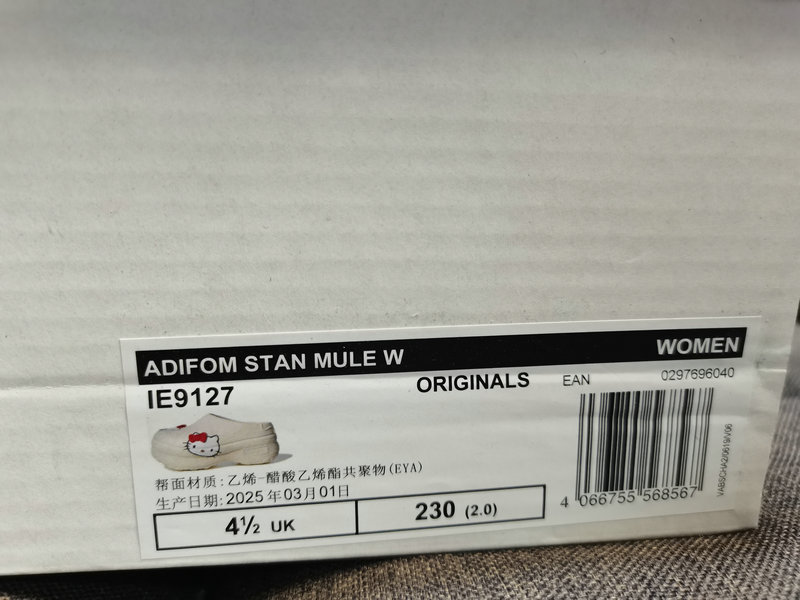 ADIFOM STAN MULE W WOMEN
IE9127 ORIGINALS EAN 0297696040
帮面材质:乙烯-醋酸乙烯酯共聚物(EYA)
生产日期:2025年03月01日
4½ UK 230 (2.0)
4 066755 568567